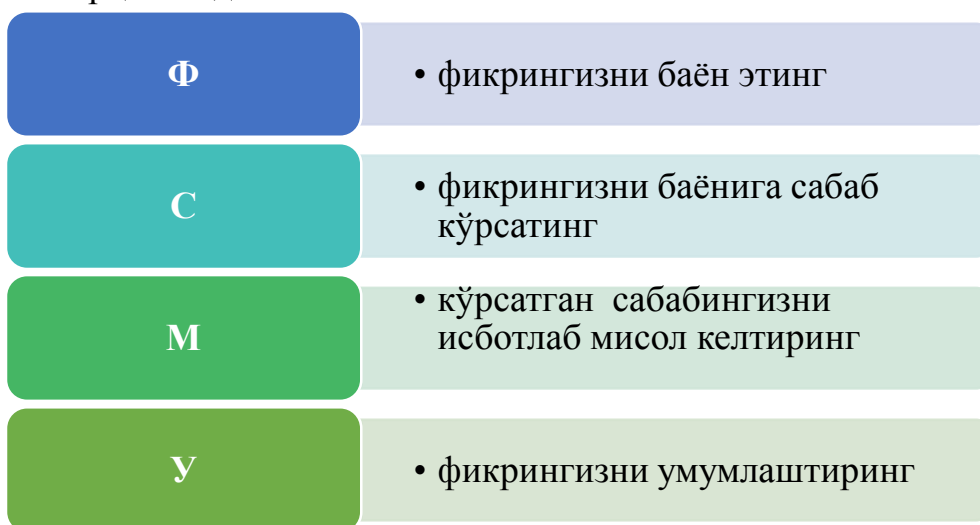 Ф
• фикрингизни баён этинг
С
• фикрингизни баёнига сабаб
кўрсатинг
М
• кўрсатган сабабингизни
исботлаб мисол келтиринг
У
• фикрингизни умумлаштиринг